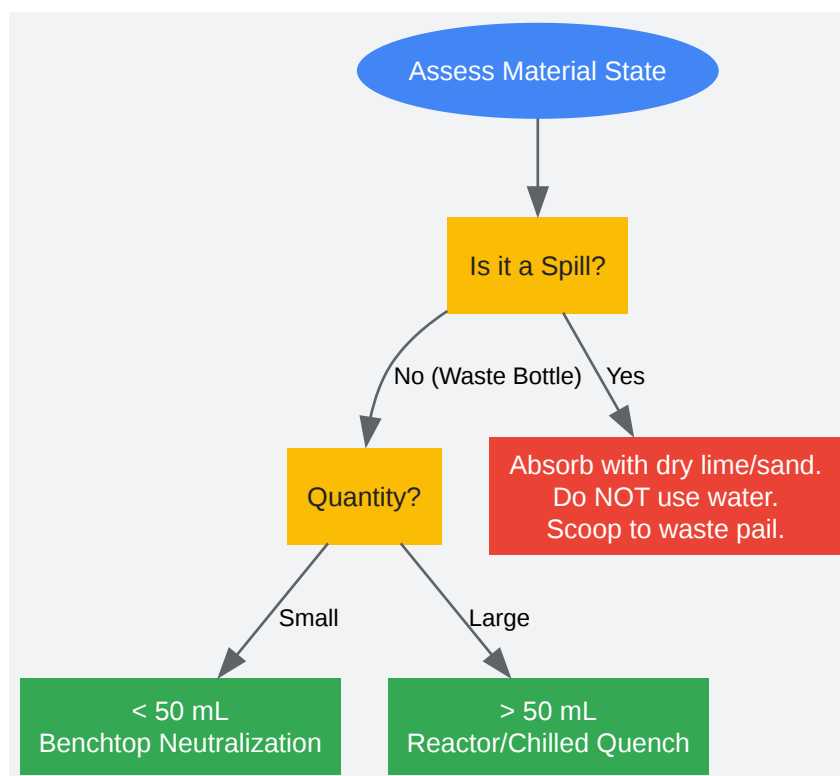 Assess Material State
Is it a Spill?
No (Waste Bottle)
Yes
Absorb with dry lime/sand.
Do NOT use water.
Scoop to waste pail.
Quantity?
Small
Large
< 50 mL
Benchtop Neutralization
> 50 mL
Reactor/Chilled Quench